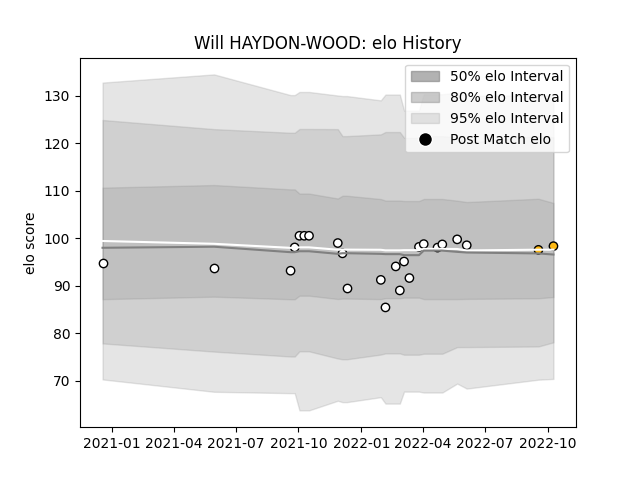 Will HAYDON-WOOD: elo History
50% elo Interval
80% elo Interval
95% elo Interval
Post Match elo
elo score
130
120
110
100
90
80
70
2021-01 2021-04 2021-07 2021-10 2022-01 2022-04 2022-07 2022-10